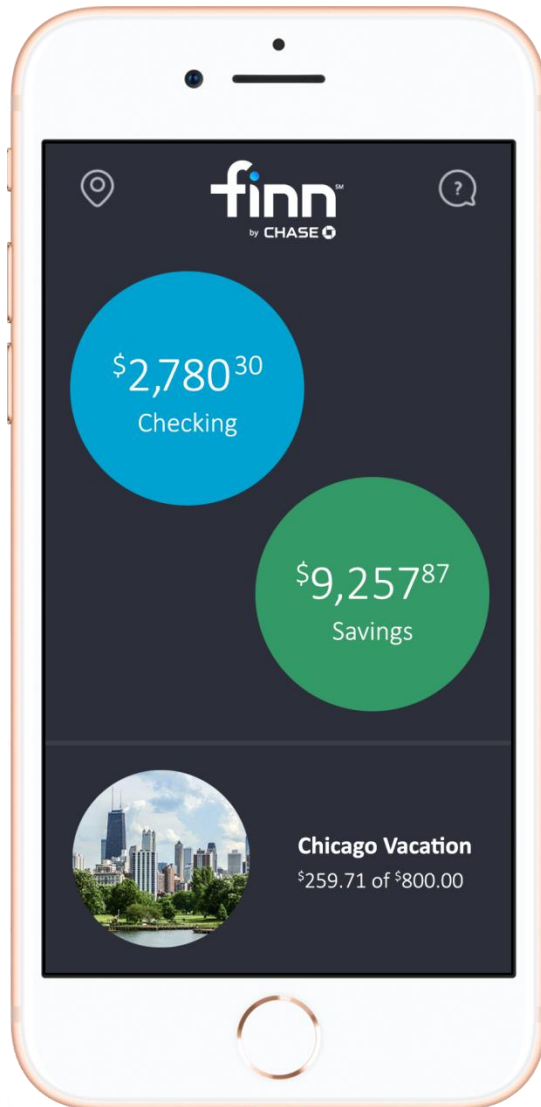 finn℠
by CHASE
?
$2,780 30
Checking
$9,257 87
Savings
Chicago Vacation
$259.71 of $800.00